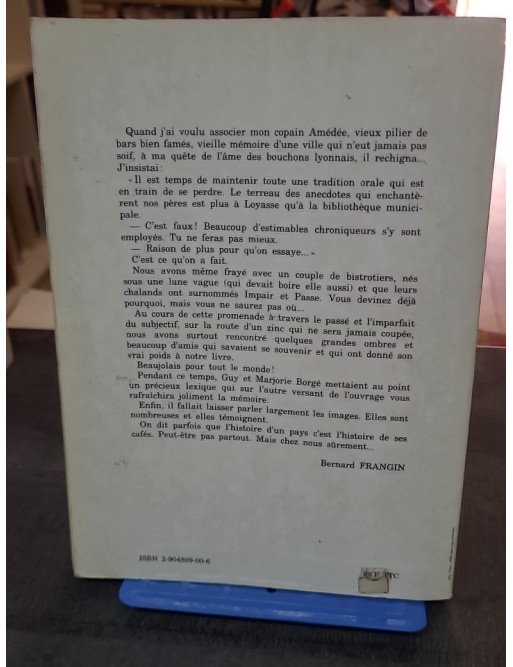 Quand j'ai voulu associer mon copain Amédée, vieux pilier de
bars bien famés, vieille mémoire d'une ville qui n'eut jamais pas
soif, à ma quête de l'âme des bouchons lyonnais, il rechigna...
J'insistai :
« Il est temps de maintenir toute une tradition orale qui est
en train de se perdre. Le terreau des anecdotes qui enchantè-
rent nos pères est plus à Loyasse qu'à la bibliothèque munici-
pale.
— C'est faux! Beaucoup d'estimables chroniqueurs s'y sont
employés. Tu ne feras pas mieux.
— Raison de plus pour qu'on essaye... »
C'est ce qu'on a fait.
Nous avons même frayé avec un couple de bistrotiers, nés
sous une lune vague (qui devait boire elle aussi) et que leurs
chalands ont surnommés Impair et Passe. Vous devinez déjà
pourquoi, mais vous ne saurez pas où...
Au cours de cette promenade à travers le passé et l'imparfait
du subjectif, sur la route d'un zinc qui ne sera jamais coupée,
nous avons surtout rencontré quelques grandes ombres et
beaucoup d'amis qui savaient se souvenir et qui ont donné son
vrai poids à notre livre.
Beaujolais pour tout le monde!
Pendant ce temps, Guy et Marjorie Borgé mettaient au point
un précieux lexique qui sur l'autre versant de l'ouvrage vous
rafraîchira joliment la mémoire.
Enfin, il fallait laisser parler largement les images. Elles sont
nombreuses et elles témoignent.
On dit parfois que l'histoire d'un pays c'est l'histoire de ses
cafés. Peut-être pas partout. Mais chez nous sûrement...
Bernard FRANGIN
ISBN 2-904899-00-6
F TTC